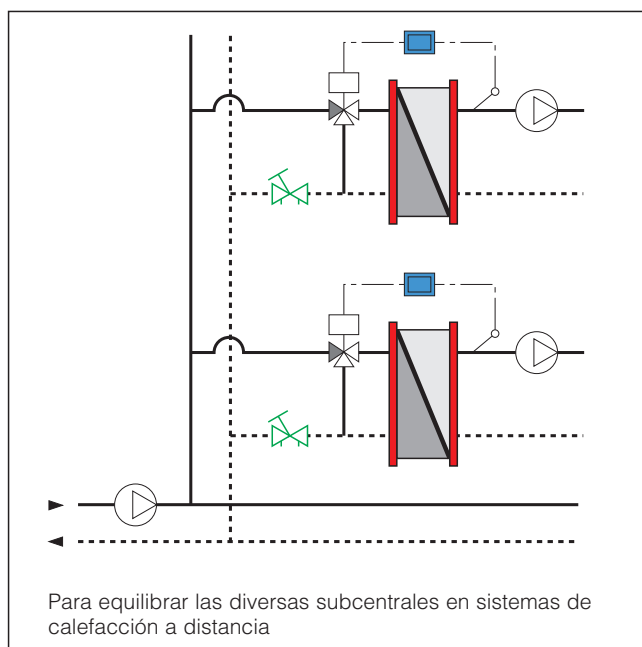 Para equilibrar las diversas subcentrales en sistemas de
calefacción a distancia